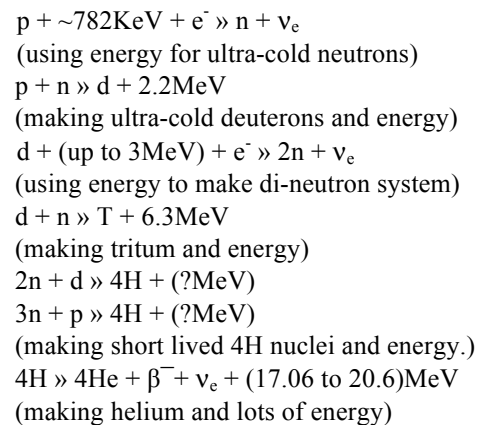 p + ~782KeV + e⁻ » n + νₑ
(using energy for ultra-cold neutrons)
p + n » d + 2.2MeV
(making ultra-cold deuterons and energy)
d + (up to 3MeV) + e⁻ » 2n + νₑ
(using energy to make di-neutron system)
d + n » T + 6.3MeV
(making tritum and energy)
2n + d » 4H + (?MeV)
3n + p » 4H + (?MeV)
(making short lived 4H nuclei and energy.)
4H » 4He + β⁻ + νₑ + (17.06 to 20.6)MeV
(making helium and lots of energy)